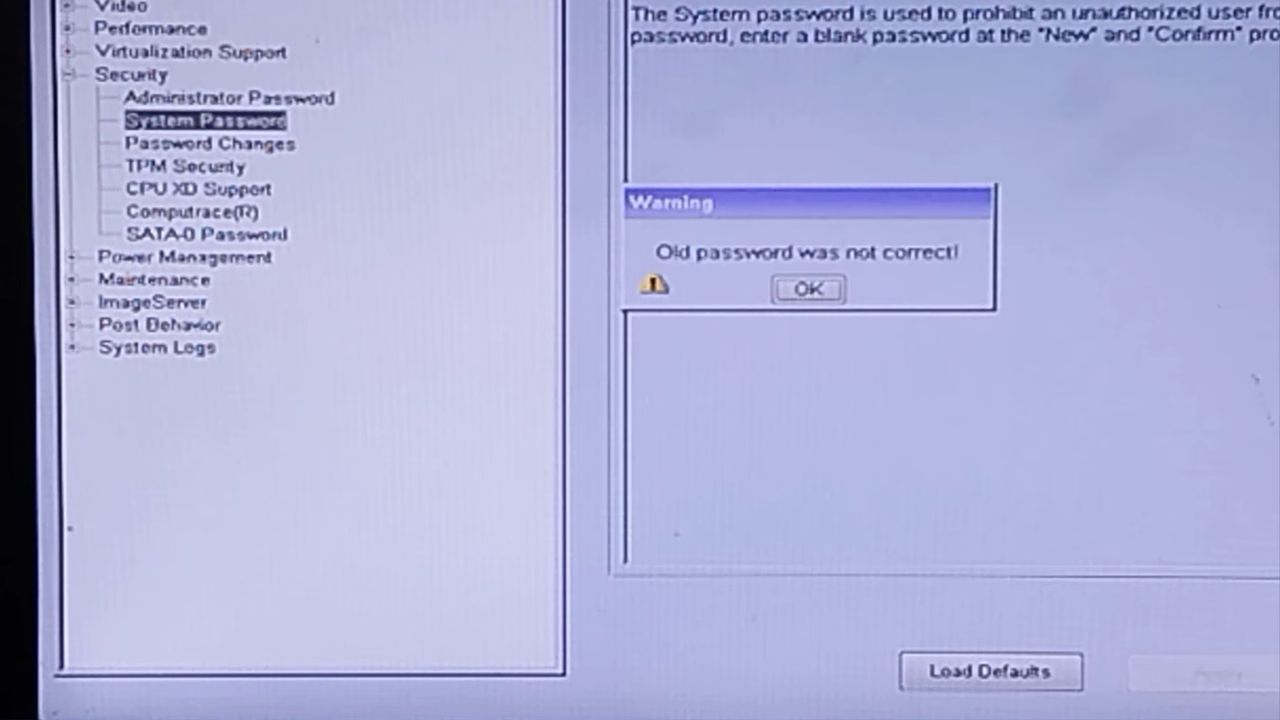 Video
Performance
Virtualization Support
Security
Administrator Password
System Password
Password Changes
TPM Security
CPU XD Support
Computrace(R)
SATA-0 Password
Power Management
Maintenance
ImageServer
Post Behavior
System Logs
The System password is used to prohibit an unauthorized user fr
password, enter a blank password at the "New" and "Confirm" pro
Warning
Old password was not correct!
OK
Load Defaults